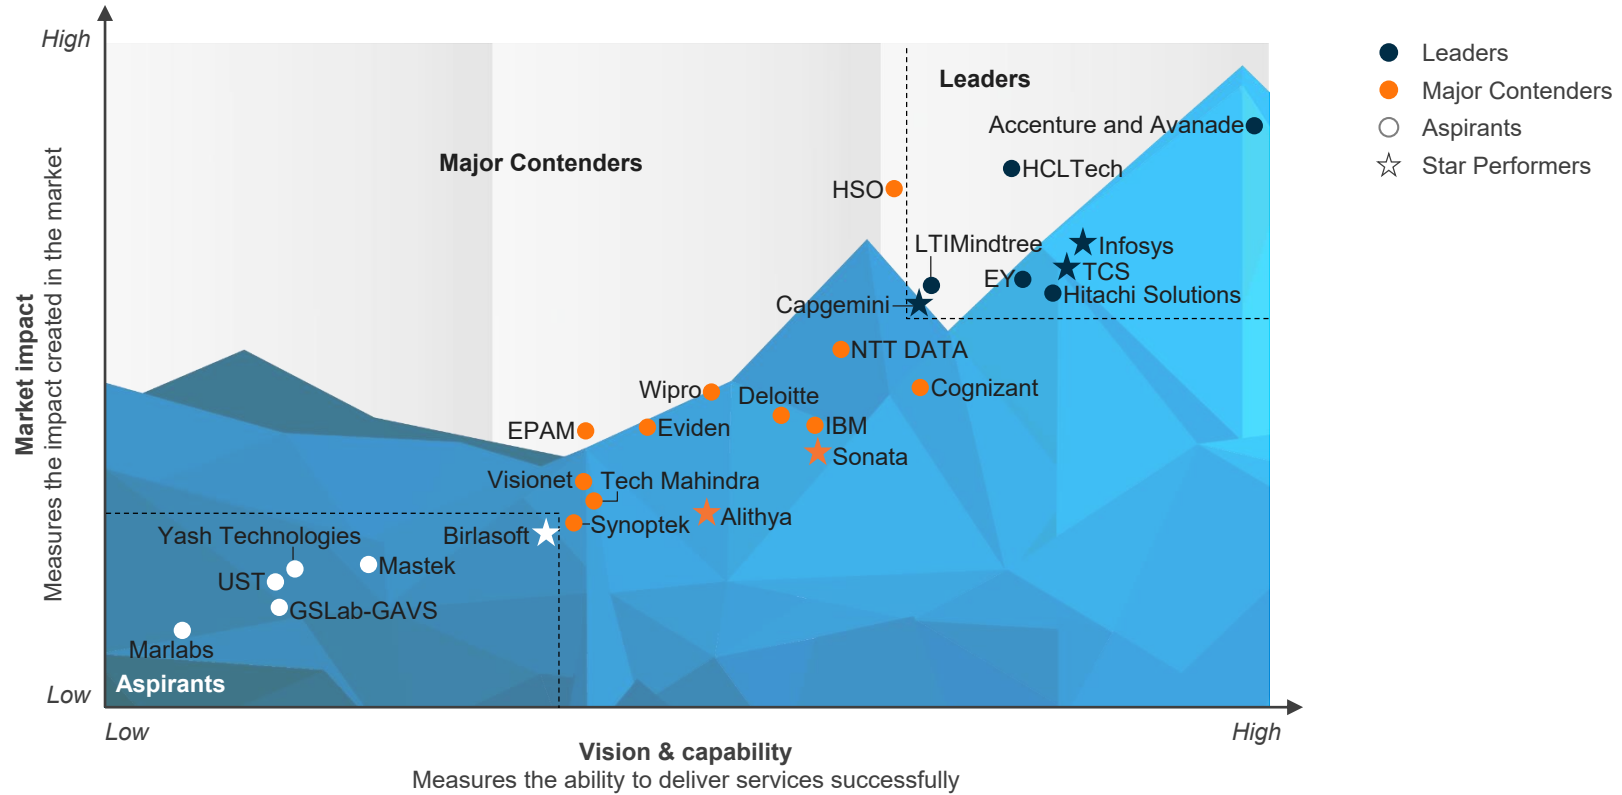 High
Leaders
Leaders
Major Contenders
Aspirants
Star Performers
Accenture and Avanade
Major Contenders
HCLTech
HSO
LTIMindtree
Infosys
TCS
EY
Hitachi Solutions
Capgemini
NTT DATA
Cognizant
Wipro
Deloitte
EPAM
Eviden
IBM
Sonata
Visionet
Tech Mahindra
Alithya
Synoptek
Yash Technologies
Birlasoft
Mastek
UST
GSLab-GAVS
Marlabs
Aspirants
Market impact
Measures the impact created in the market
Low
Low
High
Vision & capability
Measures the ability to deliver services successfully